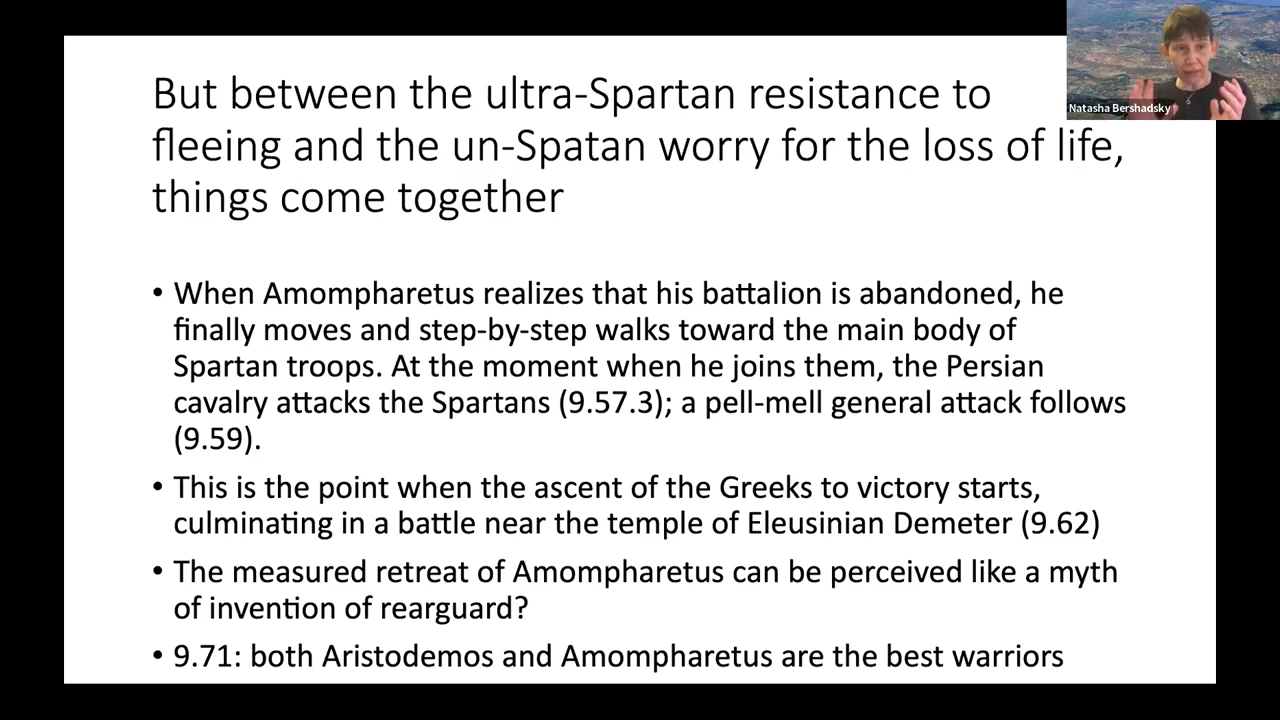 But between the ultra-Spartan resistance to
fleeing and the un-Spatan worry for the loss of life,
things come together
Natasha Bershadsky
• When Amompharetus realizes that his battalion is abandoned, he
finally moves and step-by-step walks toward the main body of
Spartan troops. At the moment when he joins them, the Persian
cavalry attacks the Spartans (9.57.3); a pell-mell general attack follows
(9.59).
• This is the point when the ascent of the Greeks to victory starts,
culminating in a battle near the temple of Eleusinian Demeter (9.62)
• The measured retreat of Amompharetus can be perceived like a myth
of invention of rearguard?
• 9.71: both Aristodemos and Amompharetus are the best warriors